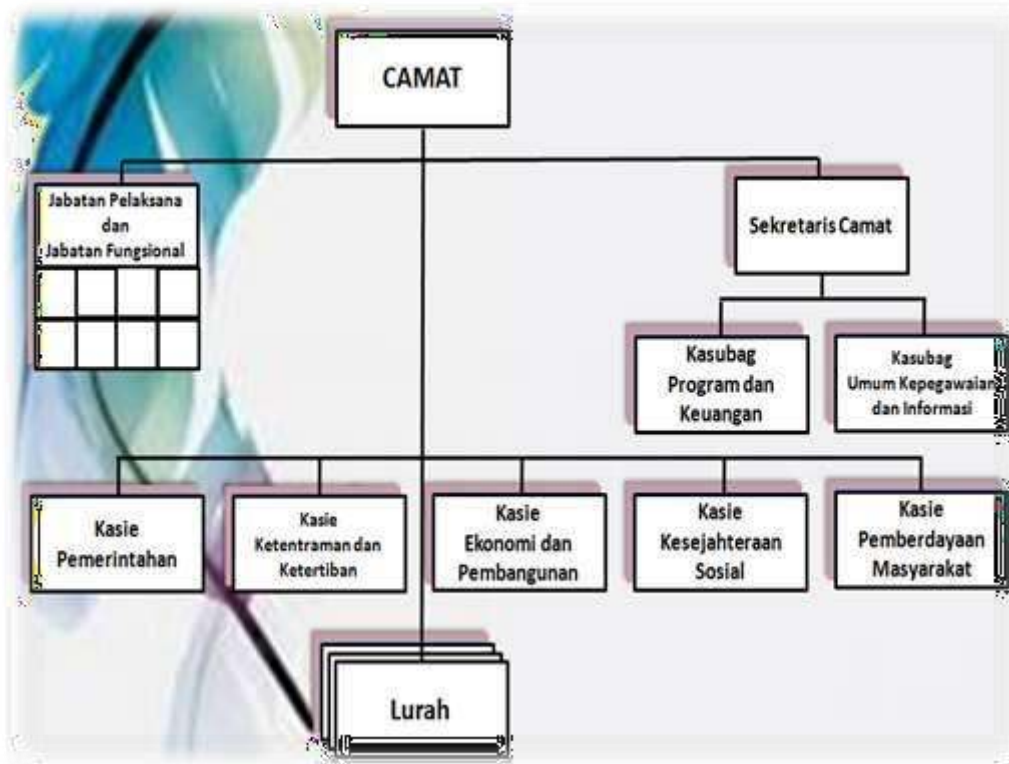 CAMAT
Jabatan Pelaksana
dan
Jabatan Fungsional
Sekretaris Camat
Kasubag
Program dan
Keuangan
Kasubag
Umum Kepegawaian
dan Informasi
Kasie
Pemerintahan
Kasie
Ketentraman dan
Ketertiban
Kasie
Ekonomi dan
Pembangunan
Kasie
Kesejahteraan
Sosial
Kasie
Pemberdayaan
Masyarakat
Lurah